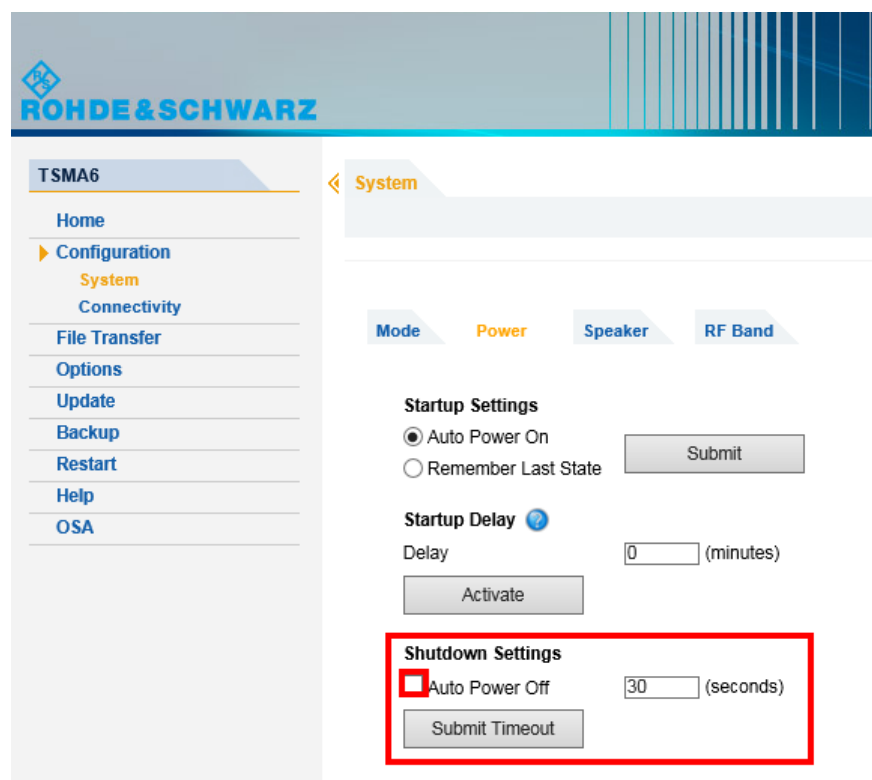 R&S
ROHDE&SCHWARZ
TSMA6
Home
Configuration
System
Connectivity
File Transfer
Options
Update
Backup
Restart
Help
OSA
System
Mode Power Speaker RF Band
Startup Settings
Auto Power On
Remember Last State
Submit
Startup Delay ?
Delay 0 (minutes)
Activate
Shutdown Settings
Auto Power Off 30 (seconds)
Submit Timeout